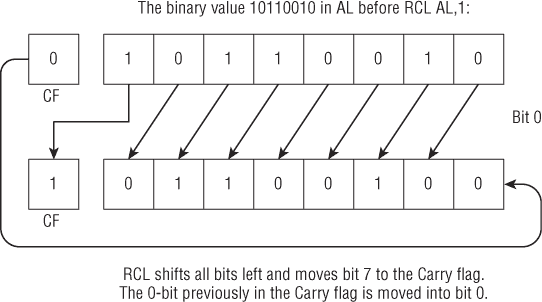 The binary value 10110010 in AL before RCL AL,1:
0 1 0 1 1 0 0 1 0
CF
Bit 0
1 0 1 1 0 0 1 0 0
CF
RCL shifts all bits left and moves bit 7 to the Carry flag.
The 0-bit previously in the Carry flag is moved into bit 0.